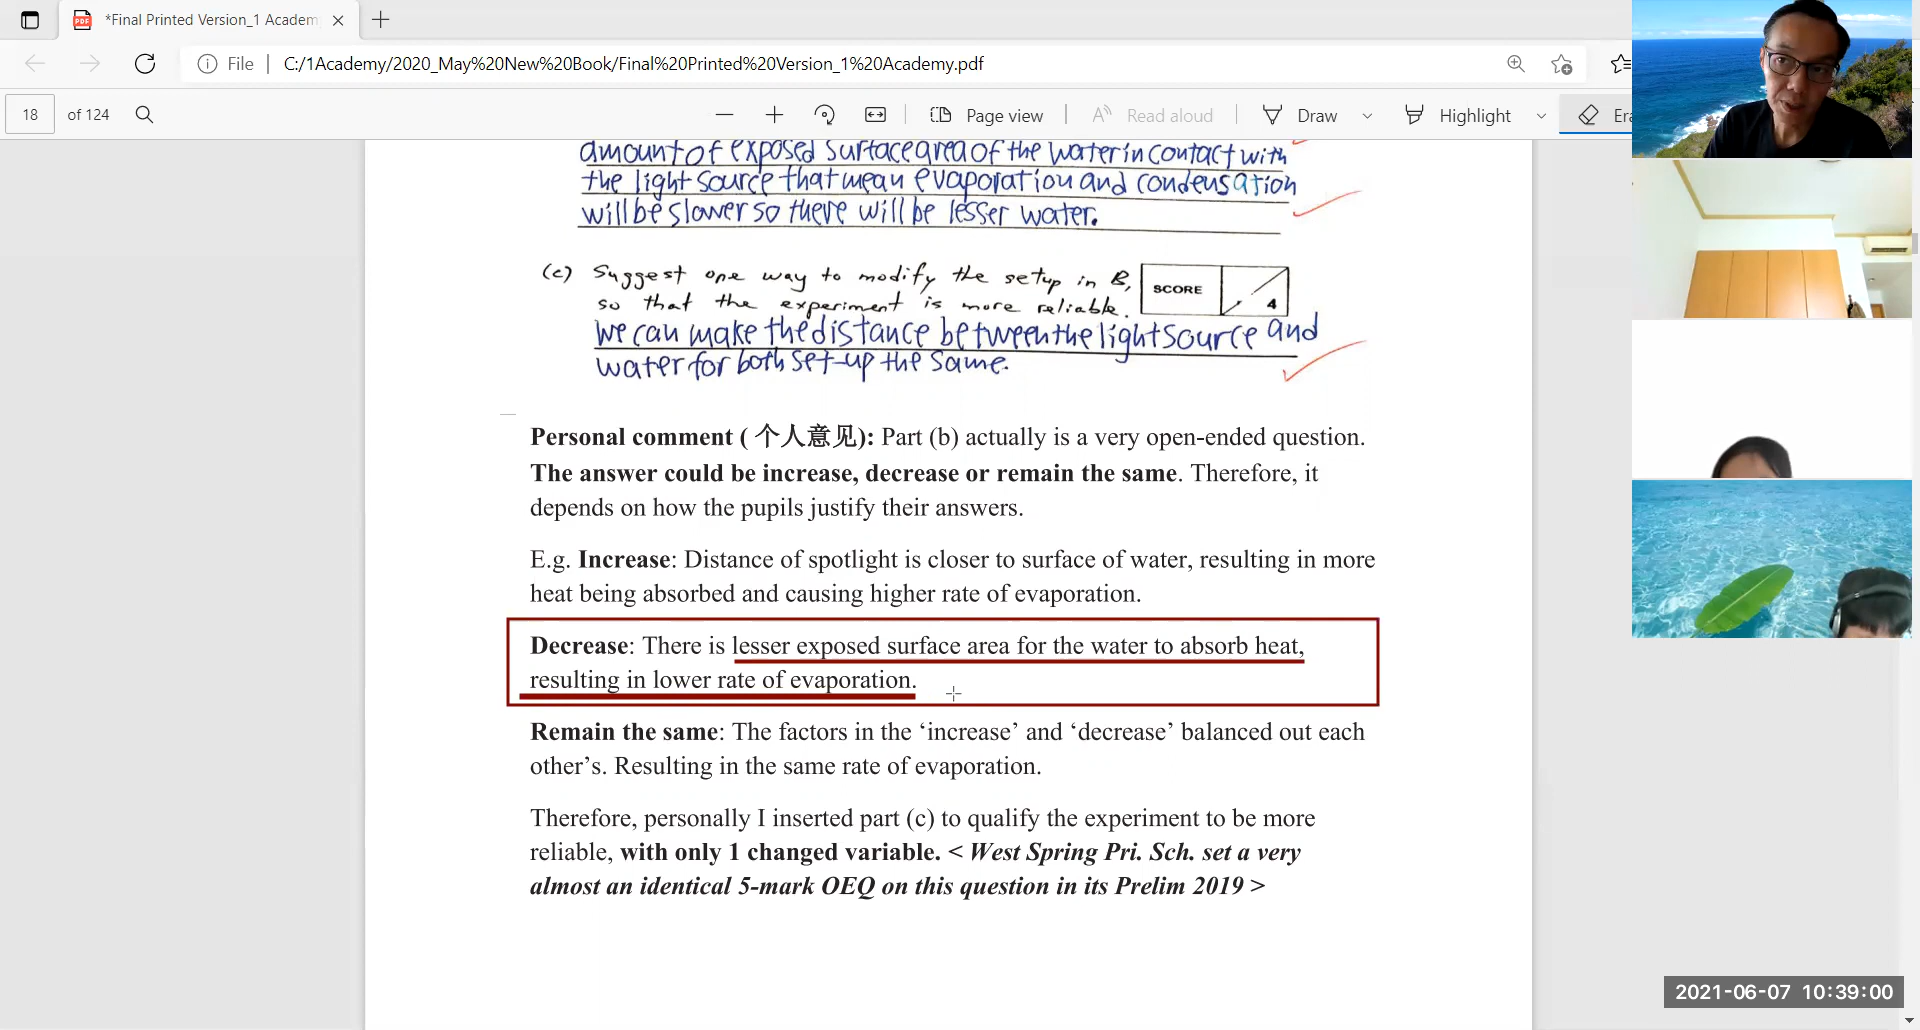 *Final Printed Version_1 Academ
File
C:/1Academy/2020_May%20New%20Book/Final%20Printed%20Version_1%20Academy.pdf
18 of 124
Page view
Read aloud
Draw
Highlight
Era
amount of exposed surface area of the water in contact with
the light source that mean evaporation and condensation
will be slower so there will be lesser water.
(c) Suggest one way to modify the setup in B,
so that the experiment is more reliable.
SCORE
4
we can make the distance between the light source and
water for both set-up the same.
Personal comment ( 个人意见): Part (b) actually is a very open-ended question.
The answer could be increase, decrease or remain the same. Therefore, it
depends on how the pupils justify their answers.
E.g. Increase: Distance of spotlight is closer to surface of water, resulting in more
heat being absorbed and causing higher rate of evaporation.
Decrease: There is lesser exposed surface area for the water to absorb heat,
resulting in lower rate of evaporation.
Remain the same: The factors in the ‘increase’ and ‘decrease’ balanced out each
other’s. Resulting in the same rate of evaporation.
Therefore, personally I inserted part (c) to qualify the experiment to be more
reliable, with only 1 changed variable. < West Spring Pri. Sch. set a very
almost an identical 5-mark OEQ on this question in its Prelim 2019 >
2021-06-07 10:39:00